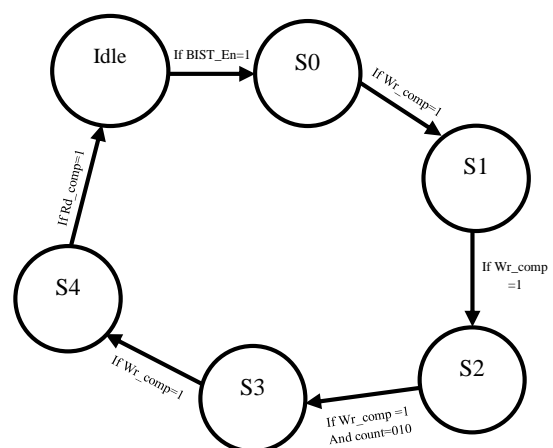 Idle
If BIST_En=1
S0
If Wr_comp=1
S1
If Wr_comp
=1
S2
If Wr_comp =1
And count=010
S3
If Wr_comp=1
S4
If Rd_comp=1